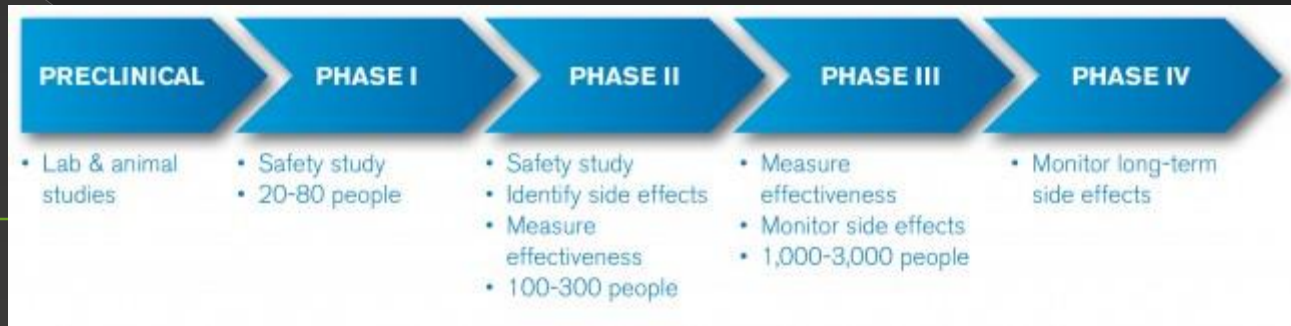 PRECLINICAL
• Lab & animal
studies
PHASE I
• Safety study
• 20-80 people
PHASE II
• Safety study
• Identify side effects
• Measure
effectiveness
• 100-300 people
PHASE III
• Measure
effectiveness
• Monitor side effects
• 1,000-3,000 people
PHASE IV
• Monitor long-term
side effects